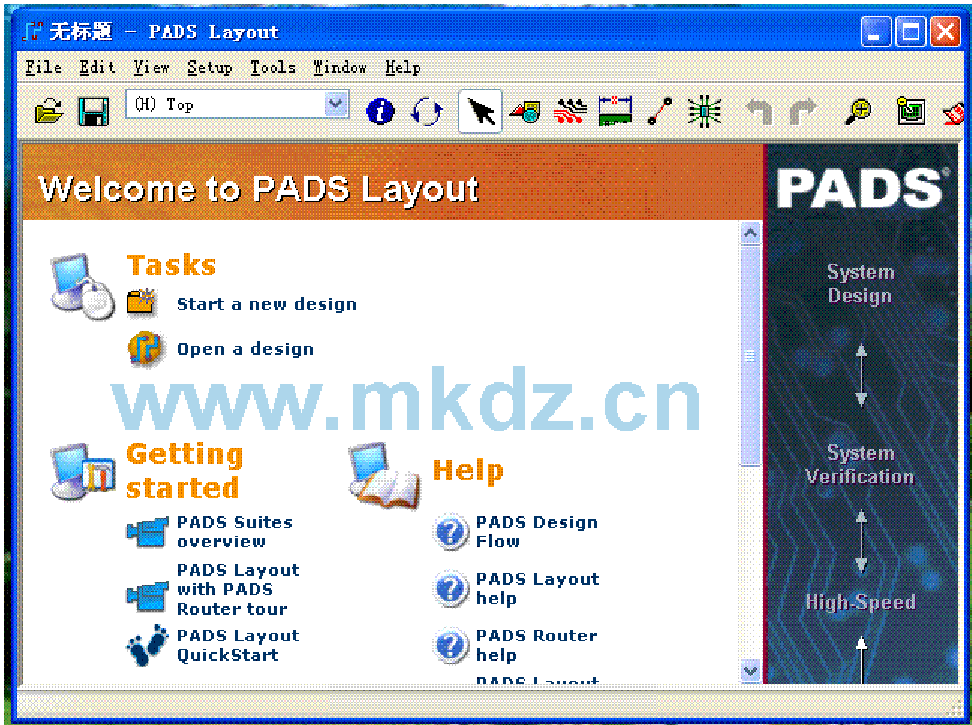 无标题 - PADS Layout
File Edit View Setup Tools Window Help
(H) Top
Welcome to PADS Layout
PADS®
Tasks
Start a new design
Open a design
www.mkdz.cn
Getting
started
PADS Suites
overview
PADS Layout
with PADS
Router tour
PADS Layout
QuickStart
Help
PADS Design
Flow
PADS Layout
help
PADS Router
help
PADS Layout
System
Design
System
Verification
High-Speed